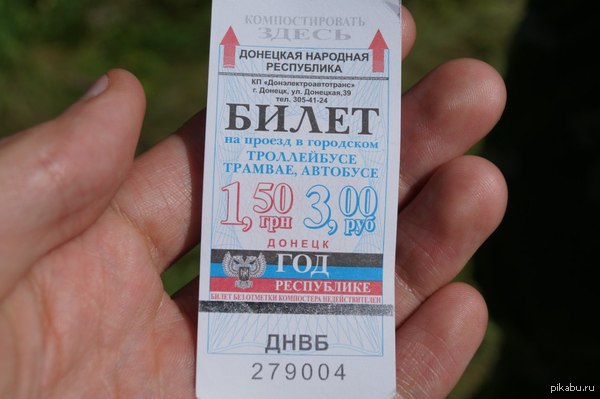 КОМПОСТИРОВАТЬ
ЗДЕСЬ
ДОНЕЦКАЯ НАРОДНАЯ
РЕСПУБЛИКА
КП «Донэлектроавтотранс»
г. Донецк, ул. Донецкая,39
тел. 305-41-24
БИЛЕТ
на проезд в городском
ТРОЛЛЕЙБУСЕ
ТРАМВАЕ, АВТОБУСЕ
1,50 грн 3,00 руб
ДОНЕЦК
ГОД
РЕСПУБЛИКЕ
БИЛЕТ БЕЗ ОТМЕТКИ КОМПОСТЕРА НЕДЕЙСТВИТЕЛЕН
ДНВБ
279004
pikabu.ru